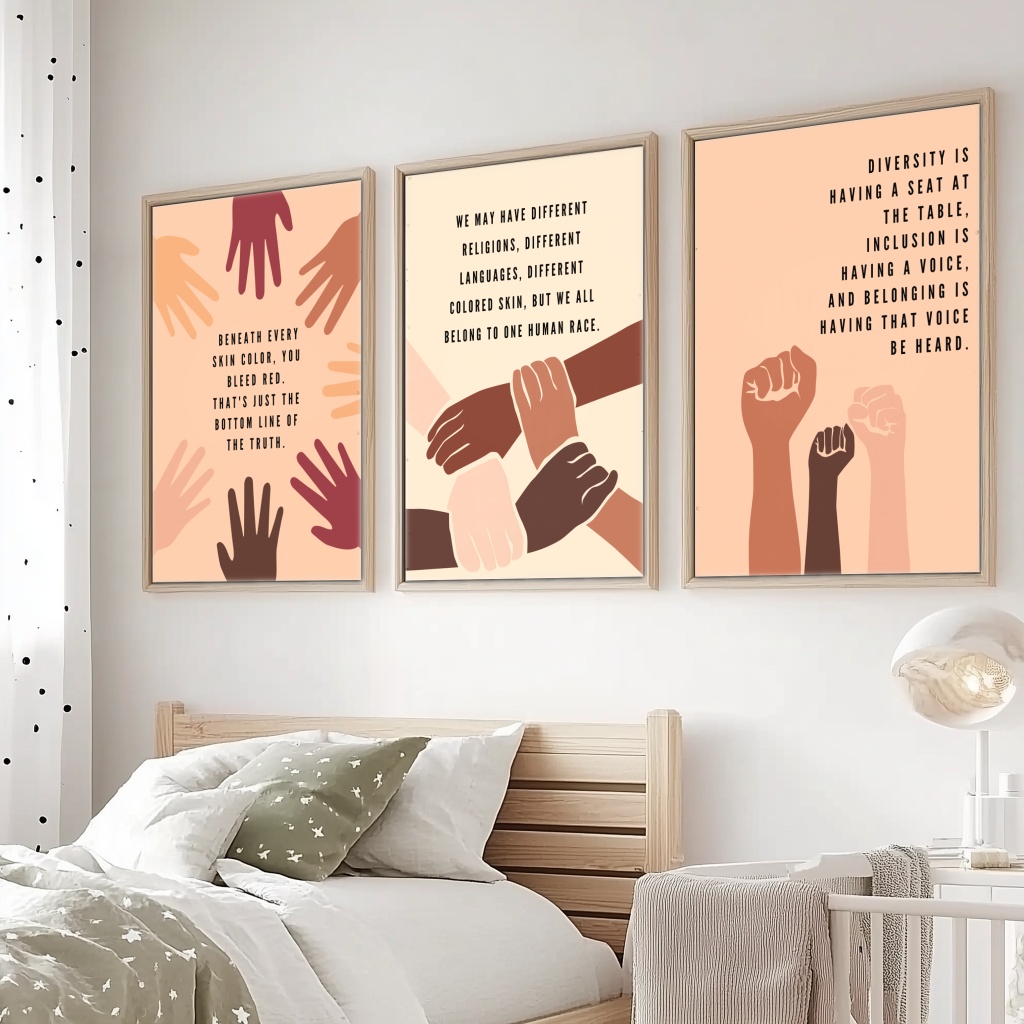 BENEATH EVERY
SKIN COLOR, YOU
BLEED RED.
THAT'S JUST THE
BOTTOM LINE OF
THE TRUTH.
WE MAY HAVE DIFFERENT
RELIGIONS, DIFFERENT
LANGUAGES, DIFFERENT
COLORED SKIN, BUT WE ALL
BELONG TO ONE HUMAN RACE.
DIVERSITY IS
HAVING A SEAT AT
THE TABLE,
INCLUSION IS
HAVING A VOICE,
AND BELONGING IS
HAVING THAT VOICE
BE HEARD.